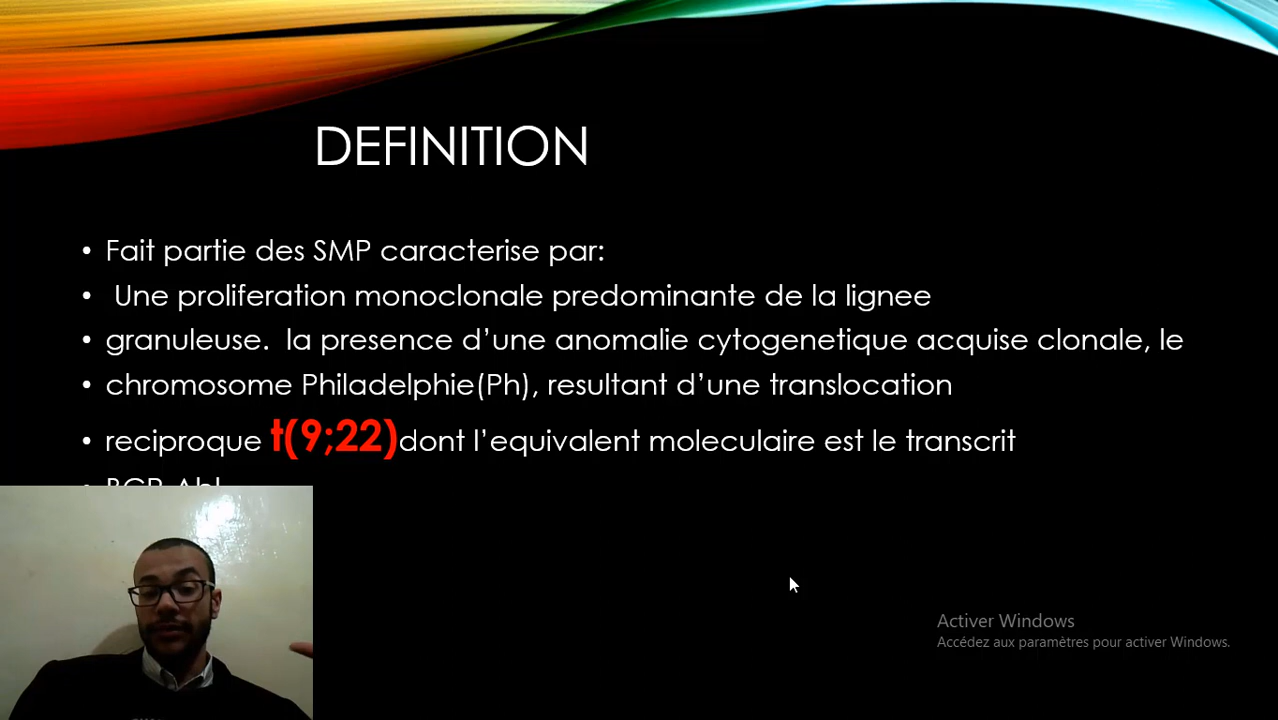 DEFINITION
• Fait partie des SMP caracterise par:
• Une proliferation monoclonale predominante de la lignee
• granuleuse. la presence d’une anomalie cytogenetique acquise clonale, le
• chromosome Philadelphie(Ph), resultant d’une translocation
• reciproque t(9;22)dont l’equivalent moleculaire est le transcrit
Activer Windows
Accédez aux paramètres pour activer Windows.